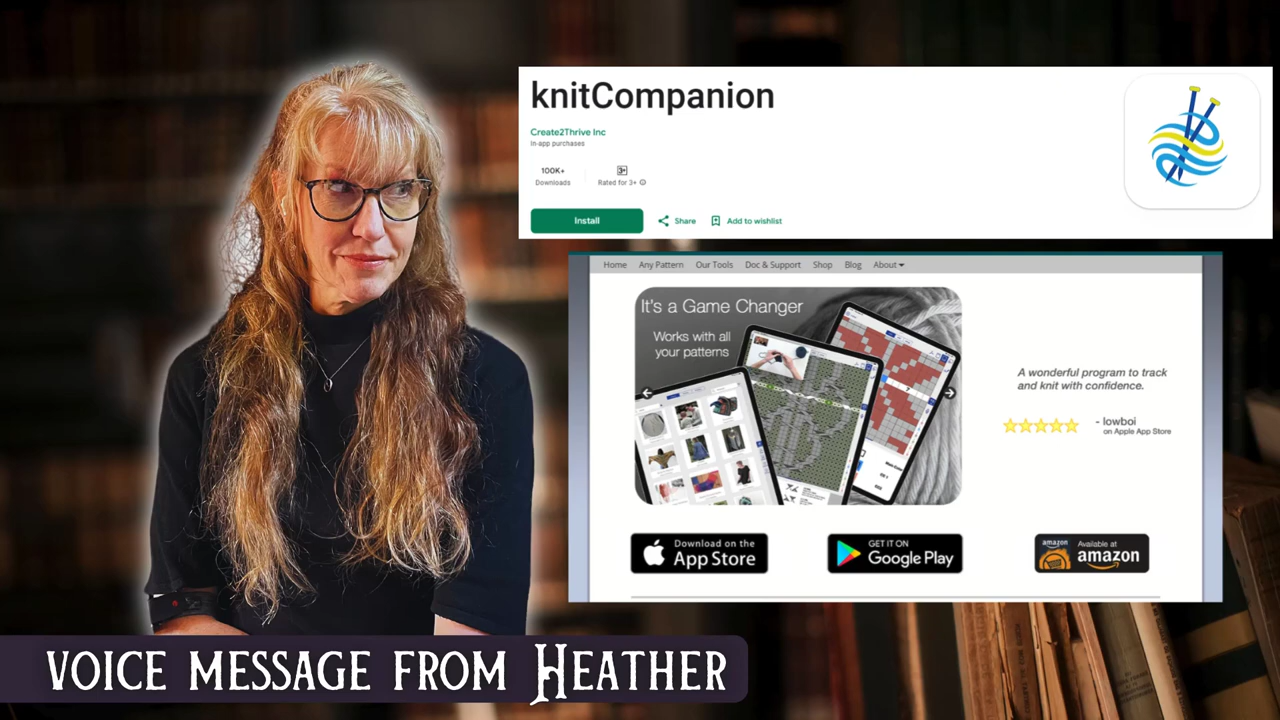 knitCompanion
Create2Thrive Inc
In-app purchases
100K+
Downloads
3+
Rated for 3+
Install
Share
Add to wishlist
Home Any Pattern Our Tools Doc & Support Shop Blog About
It's a Game Changer
Works with all
your patterns
A wonderful program to track
and knit with confidence.
- lowboi
on Apple App Store
Download on the
App Store
GET IT ON
Google Play
amazon
Available at
amazon
VOICE MESSAGE FROM HEATHER